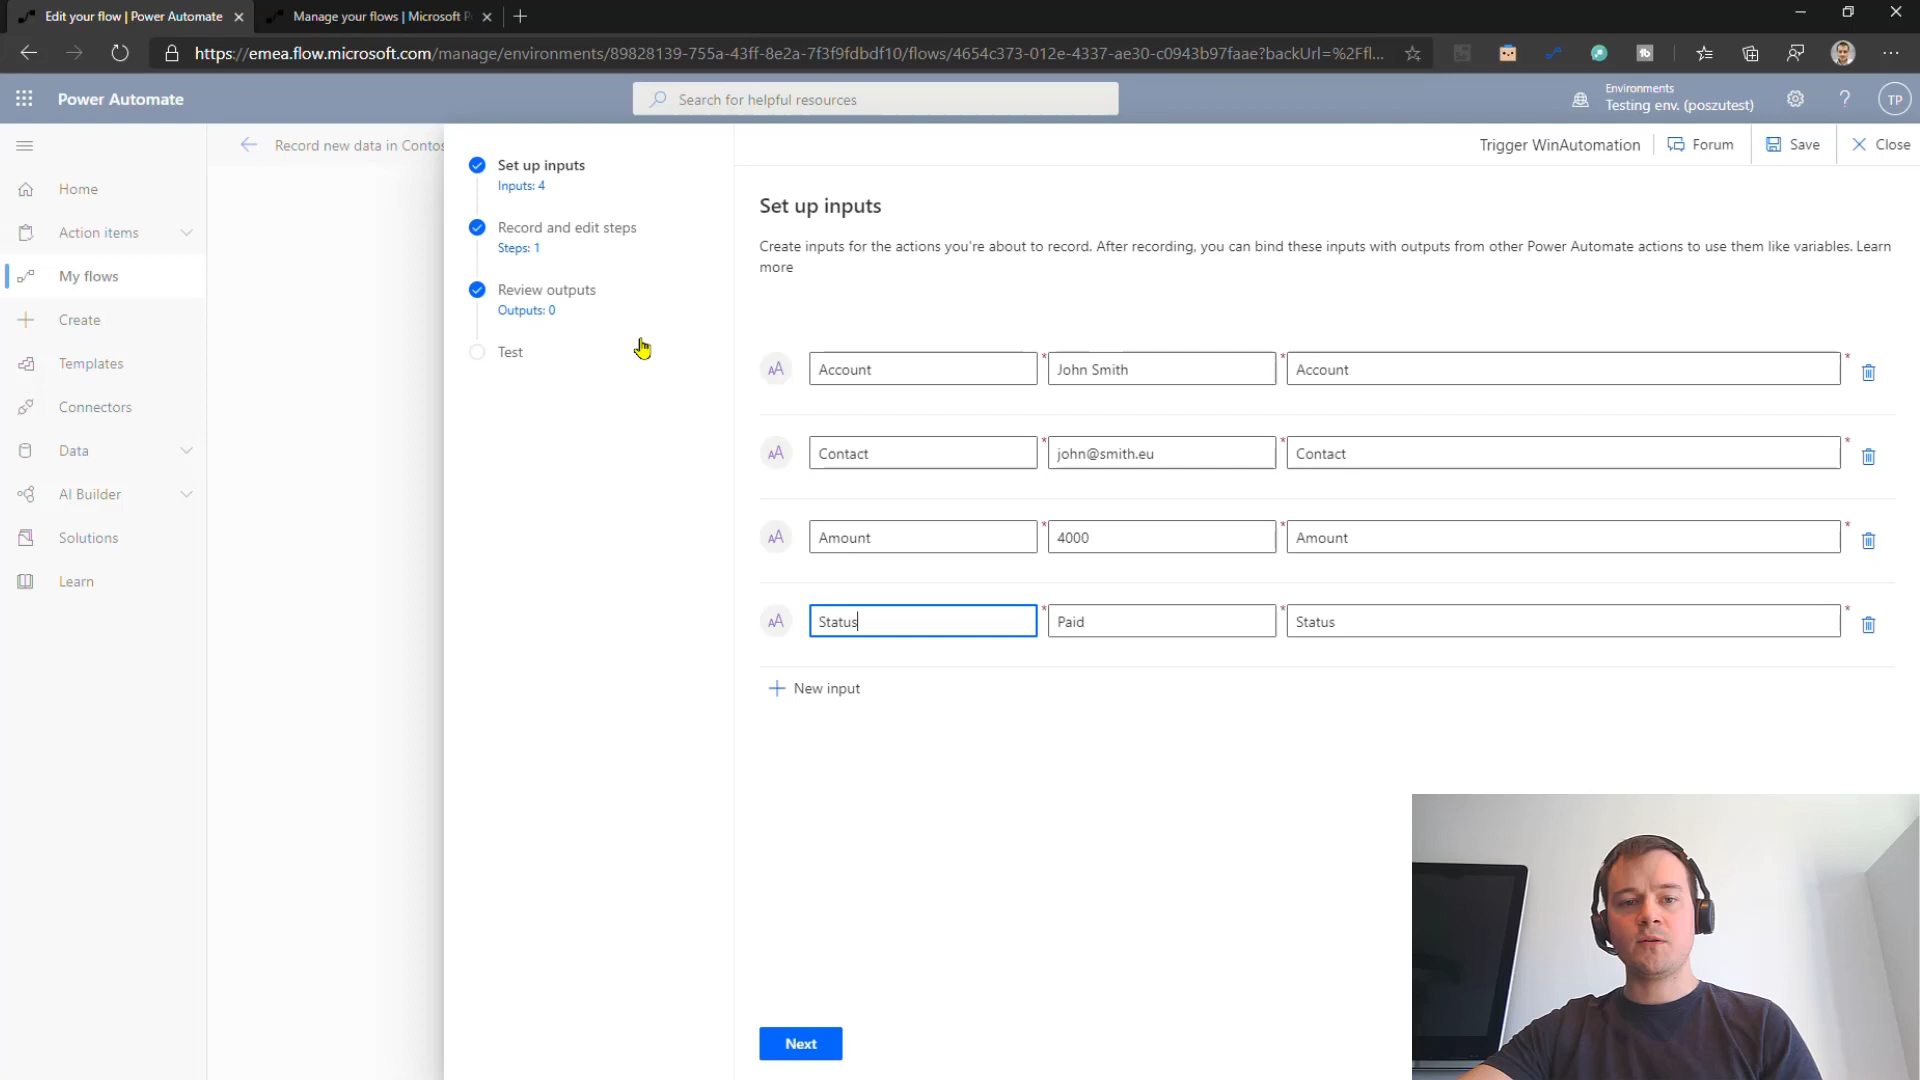 Edit your flow | Power Automate
Manage your flows | Microsoft P
https://emea.flow.microsoft.com/manage/environments/89828139-755a-43ff-8e2a-7f3f9fdbdf10/flows/4654c373-012e-4337-ae30-c0943b97faae?backUrl=%2Ffl...
Power Automate
Search for helpful resources
Environments
Testing env. (poszutest)
TP
Record new data in Contos
Trigger WinAutomation
Forum
Save
Close
Home
Action items
My flows
Create
Templates
Connectors
Data
AI Builder
Solutions
Learn
Set up inputs
Inputs: 4
Record and edit steps
Steps: 1
Review outputs
Outputs: 0
Test
Set up inputs
Create inputs for the actions you're about to record. After recording, you can bind these inputs with outputs from other Power Automate actions to use them like variables. Learn
more
Account * John Smith * Account *
Contact * john@smith.eu * Contact *
Amount * 4000 * Amount *
Status * Paid * Status *
New input
Next